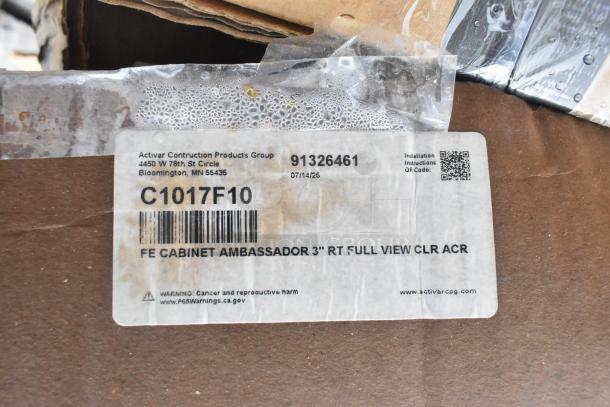 Activar Contruction Products Group
4450 W 78th St Circle
Bloomington, MN 55435
91326461
07/14/26
Installation
Instructions
QR Code:
C1017F10
FE CABINET AMBASSADOR 3" RT FULL VIEW CLR ACR
WARNING: Cancer and reproductive harm
www.P65Warnings.ca.gov
www.activarcpg.com